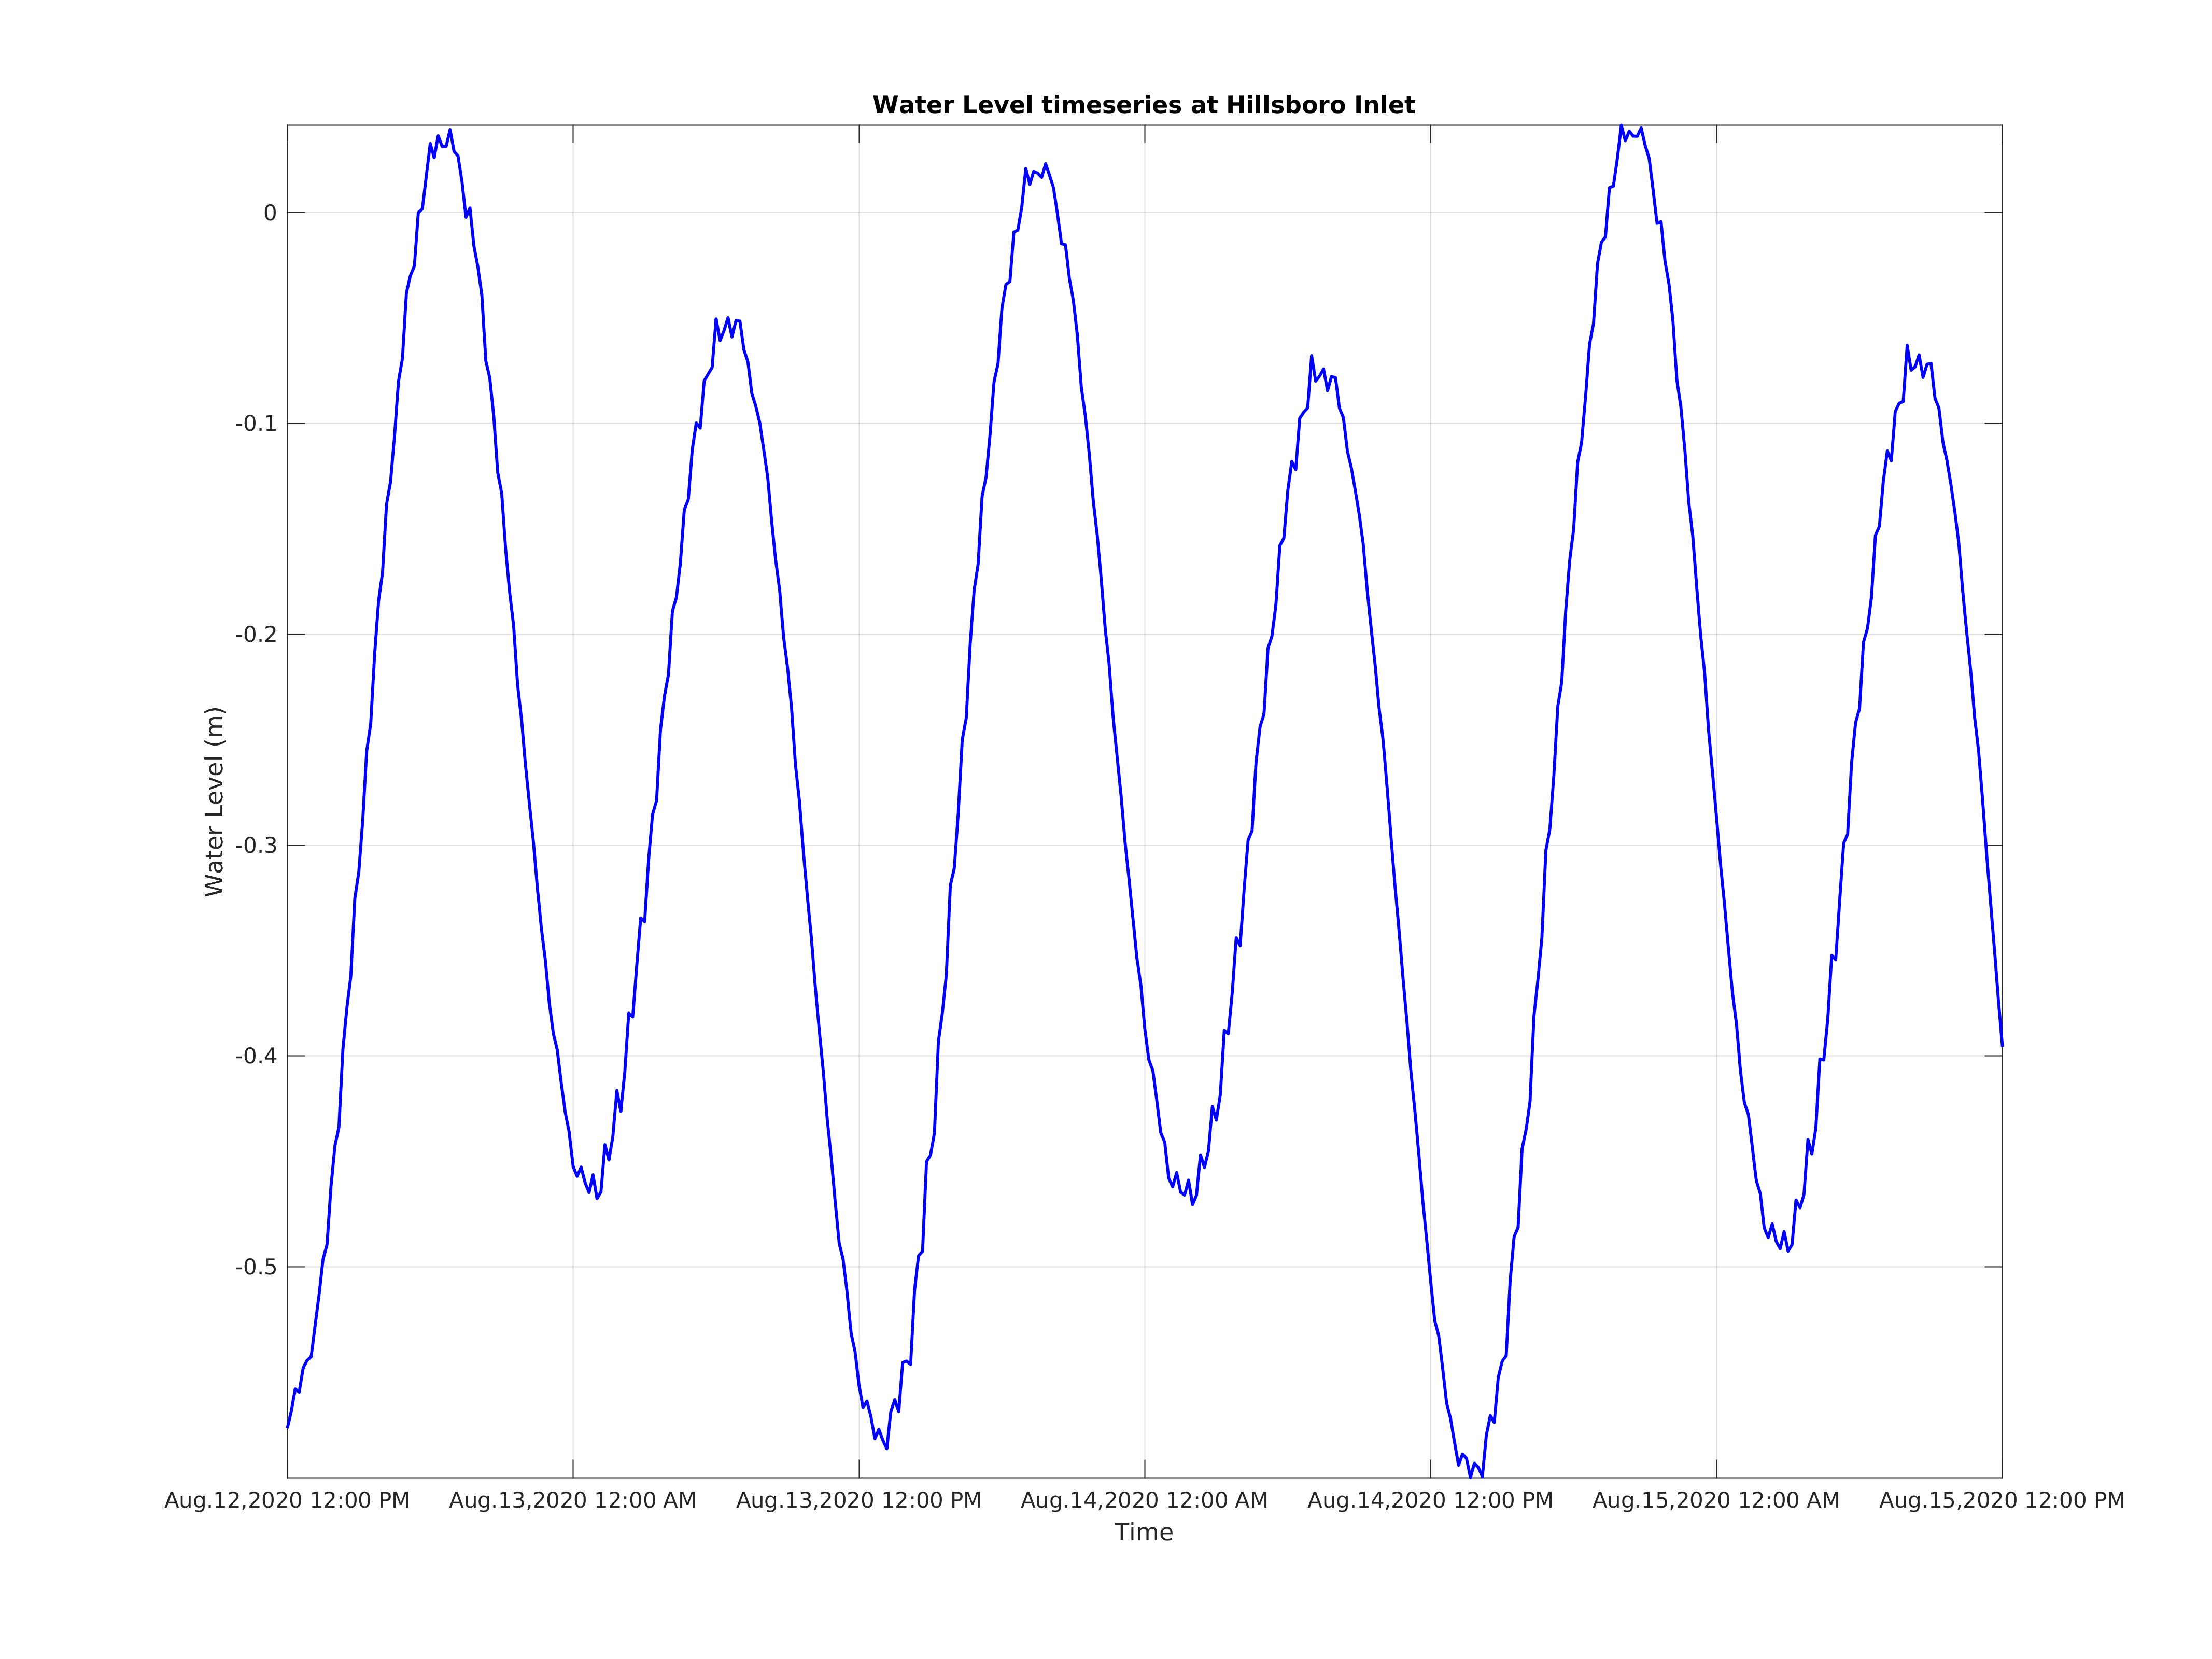 Water Level timeseries at Hillsboro Inlet
0
-0.1
-0.2
-0.3
-0.4
-0.5
Water Level (m)
Aug.12,2020 12:00 PM
Aug.13,2020 12:00 AM
Aug.13,2020 12:00 PM
Aug.14,2020 12:00 AM
Aug.14,2020 12:00 PM
Aug.15,2020 12:00 AM
Aug.15,2020 12:00 PM
Time